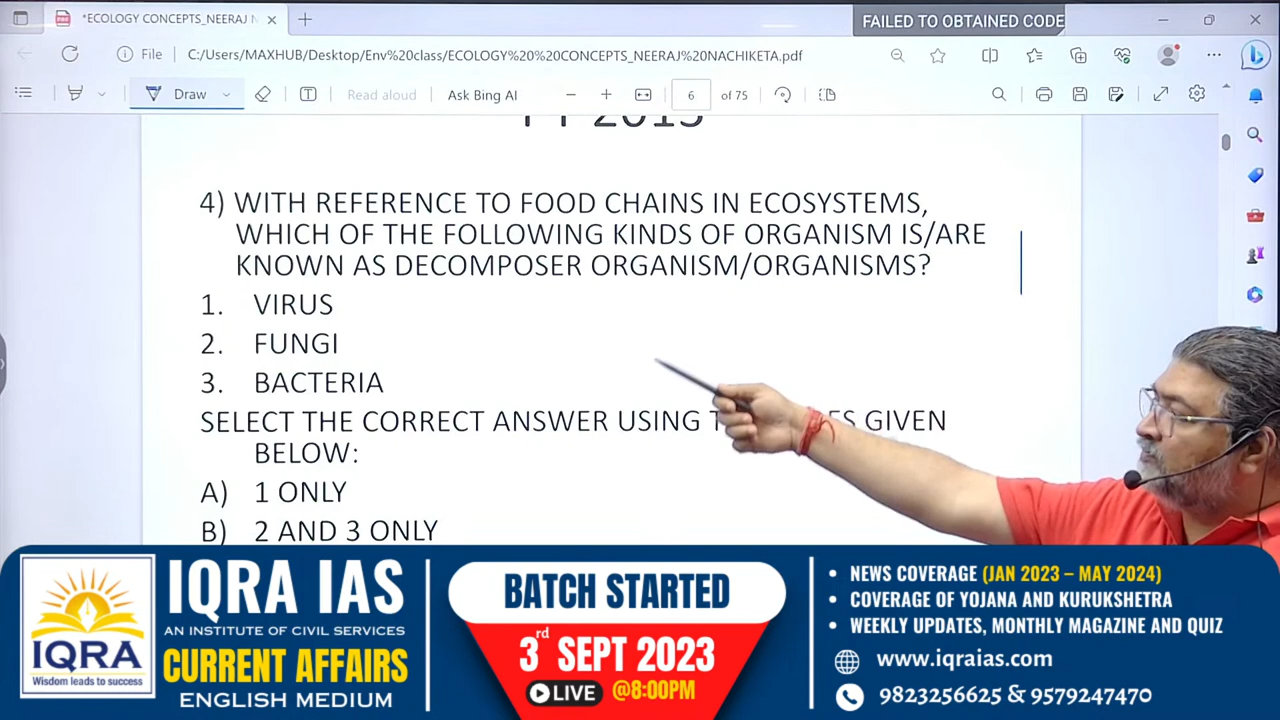 *ECOLOGY CONCEPTS_NEERAJ N
FAILED TO OBTAINED CODE
File
C:/Users/MAXHUB/Desktop/Env%20class/ECOLOGY%20%20CONCEPTS_NEERAJ%20NACHIKETA.pdf
Draw
Read aloud
Ask Bing AI
6 of 75
4) WITH REFERENCE TO FOOD CHAINS IN ECOSYSTEMS,
WHICH OF THE FOLLOWING KINDS OF ORGANISM IS/ARE
KNOWN AS DECOMPOSER ORGANISM/ORGANISMS?
1. VIRUS
2. FUNGI
3. BACTERIA
SELECT THE CORRECT ANSWER USING GIVEN
BELOW:
A) 1 ONLY
B) 2 AND 3 ONLY
IQRA
Wisdom leads to success
IQRA IAS
AN INSTITUTE OF CIVIL SERVICES
CURRENT AFFAIRS
ENGLISH MEDIUM
BATCH STARTED
3rd SEPT 2023
LIVE @8:00PM
• NEWS COVERAGE (JAN 2023 – MAY 2024)
• COVERAGE OF YOJANA AND KURUKSHETRA
• WEEKLY UPDATES, MONTHLY MAGAZINE AND QUIZ
www.iqraias.com
9823256625 & 9579247470